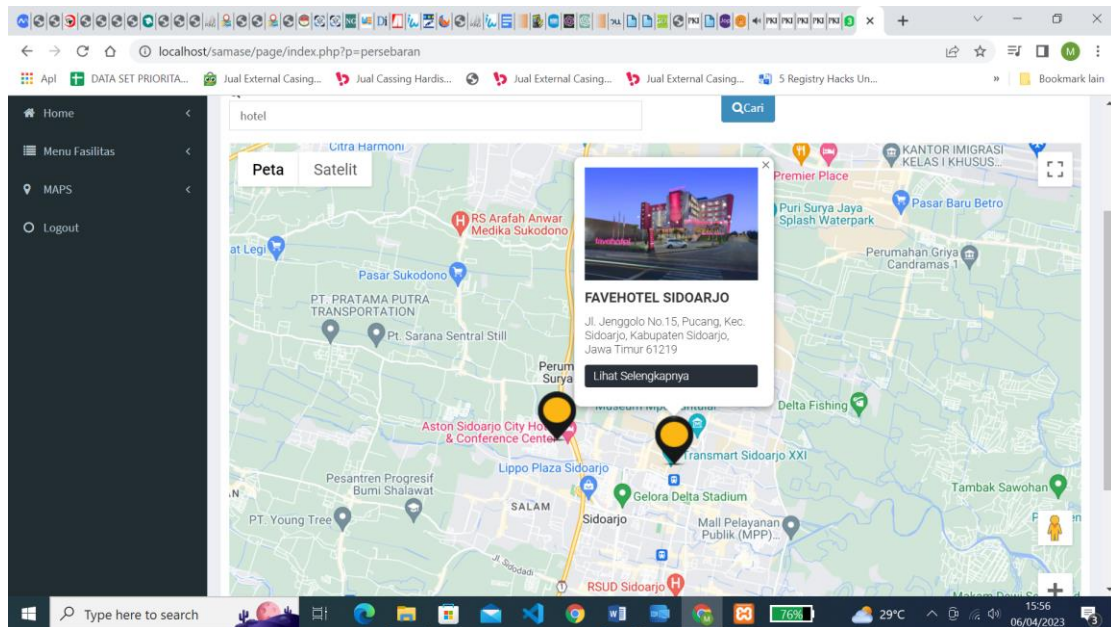 localhost/samase/page/index.php?p=persebaran
M
Apl
DATA SET PRIORITA...
Jual External Casing...
Jual Cassing Hardis...
Jual External Casing...
Jual External Casing...
5 Registry Hacks Un...
»
Bookmark lain
Home
Menu Fasilitas
MAPS
Logout
hotel
Cari
Peta
Satelit
Citra Harmoni
RS Arafah Anwar
Medika Sukodono
at Legi
Pasar Sukodono
PT. PRATAMA PUTRA
TRANSPORTATION
Pt. Sarana Sentral Still
Perum
Surya
Premier Place
KANTOR IMIGRASI
KELAS I KHUSUS...
Puri Surya Jaya
Splash Waterpark
Pasar Baru Betro
Perumahan Griya
Candramas 1
favehotel
FAVEHOTEL SIDOARJO
Jl. Jenggolo No.15, Pucang, Kec.
Sidoarjo, Kabupaten Sidoarjo,
Jawa Timur 61219
Lihat Selengkapnya
Delta Fishing
Aston Sidoarjo City Ho
& Conference Center
Transmart Sidoarjo XXI
Lippo Plaza Sidoarjo
Pesantren Progresif
Bumi Shalawat
SALAM
Gelora Delta Stadium
Tambak Sawohan
PT. Young Tree
Sidoarjo
Mall Pelayanan
Publik (MPP)...
RSUD Sidoarjo
Type here to search
76%
29°C
15:56
06/04/2023
3